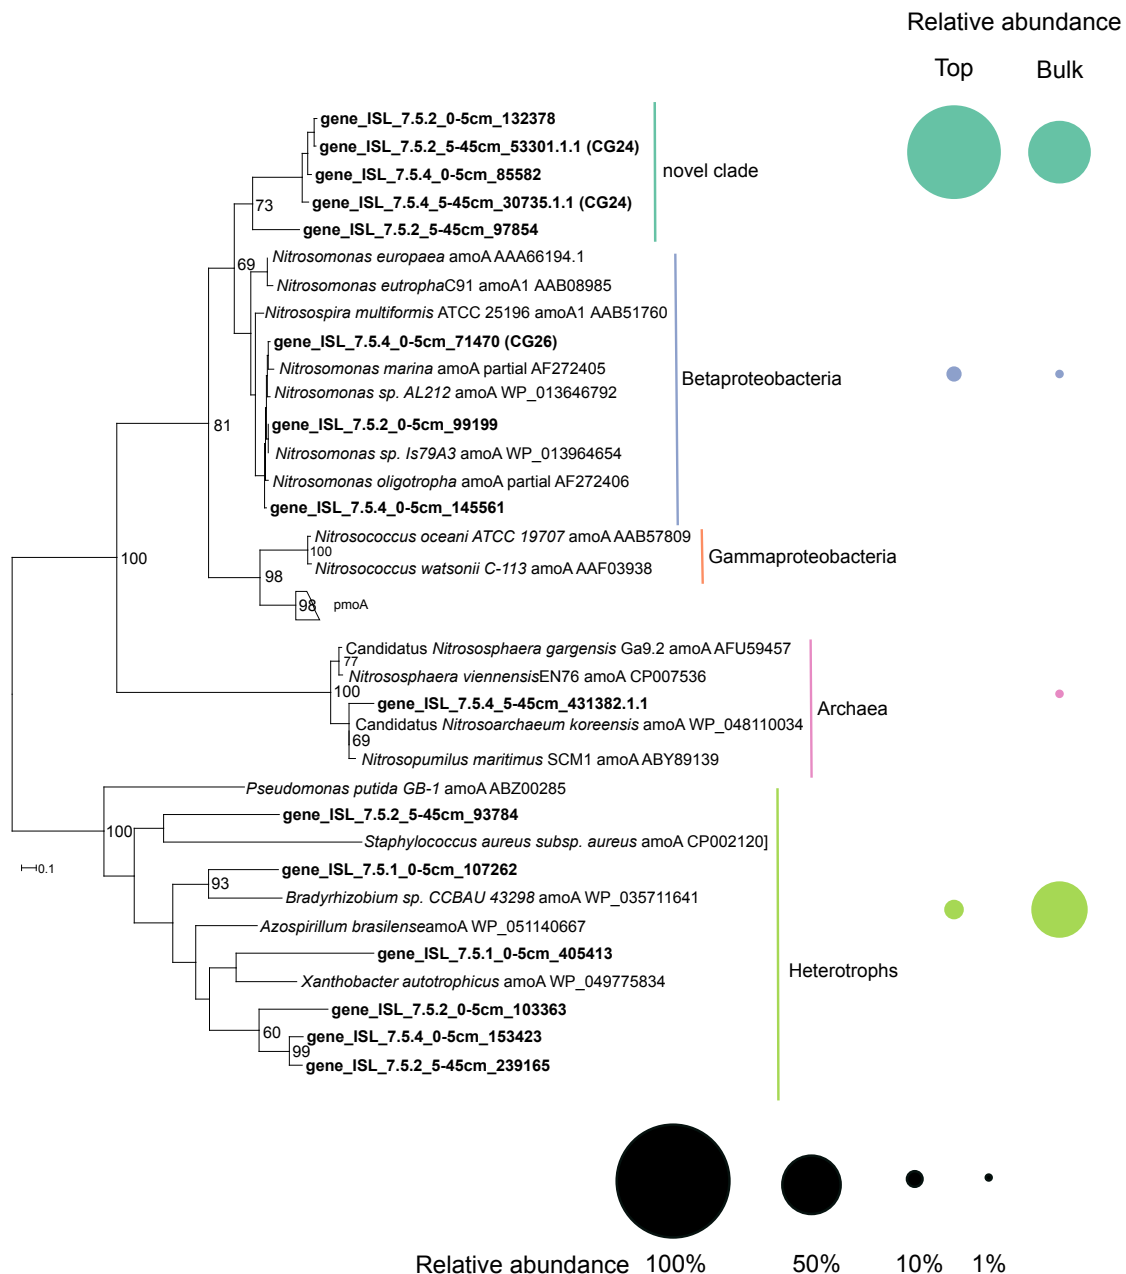 Relative abundance
Top Bulk
gene_ISL_7.5.2_0-5cm_132378
gene_ISL_7.5.2_5-45cm_53301.1.1 (CG24)
novel clade
gene_ISL_7.5.4_0-5cm_85582
gene_ISL_7.5.4_5-45cm_30735.1.1 (CG24)
73
gene_ISL_7.5.2_5-45cm_97854
Nitrosomonas europaea amoA AAA66194.1
69
Nitrosomonas eutrophaC91 amoA1 AAB08985
Nitrosospira multiformis ATCC 25196 amoA1 AAB51760
gene_ISL_7.5.4_0-5cm_71470 (CG26)
Nitrosomonas marina amoA partial AF272405
Betaproteobacteria
Nitrosomonas sp. AL212 amoA WP_013646792
81
gene_ISL_7.5.2_0-5cm_99199
Nitrosomonas sp. Is79A3 amoA WP_013964654
Nitrosomonas oligotropha amoA partial AF272406
gene_ISL_7.5.4_0-5cm_145561
Nitrosococcus oceani ATCC 19707 amoA AAB57809
100
100
Gammaproteobacteria
Nitrosococcus watsonii C-113 amoA AAF03938
98
98 pmoA
Candidatus Nitrososphaera gargensis Ga9.2 amoA AFU59457
77
Nitrososphaera viennensisEN76 amoA CP007536
100
gene_ISL_7.5.4_5-45cm_431382.1.1
Archaea
Candidatus Nitrosoarchaeum koreensis amoA WP_048110034
69
Nitrosopumilus maritimus SCM1 amoA ABY89139
Pseudomonas putida GB-1 amoA ABZ00285
gene_ISL_7.5.2_5-45cm_93784
100
Staphylococcus aureus subsp. aureus amoA CP002120]
0.1
gene_ISL_7.5.1_0-5cm_107262
93
Bradyrhizobium sp. CCBAU 43298 amoA WP_035711641
Azospirillum brasilenseamoA WP_051140667
gene_ISL_7.5.1_0-5cm_405413
Heterotrophs
Xanthobacter autotrophicus amoA WP_049775834
gene_ISL_7.5.2_0-5cm_103363
60
gene_ISL_7.5.4_0-5cm_153423
99
gene_ISL_7.5.2_5-45cm_239165
Relative abundance 100% 50% 10% 1%